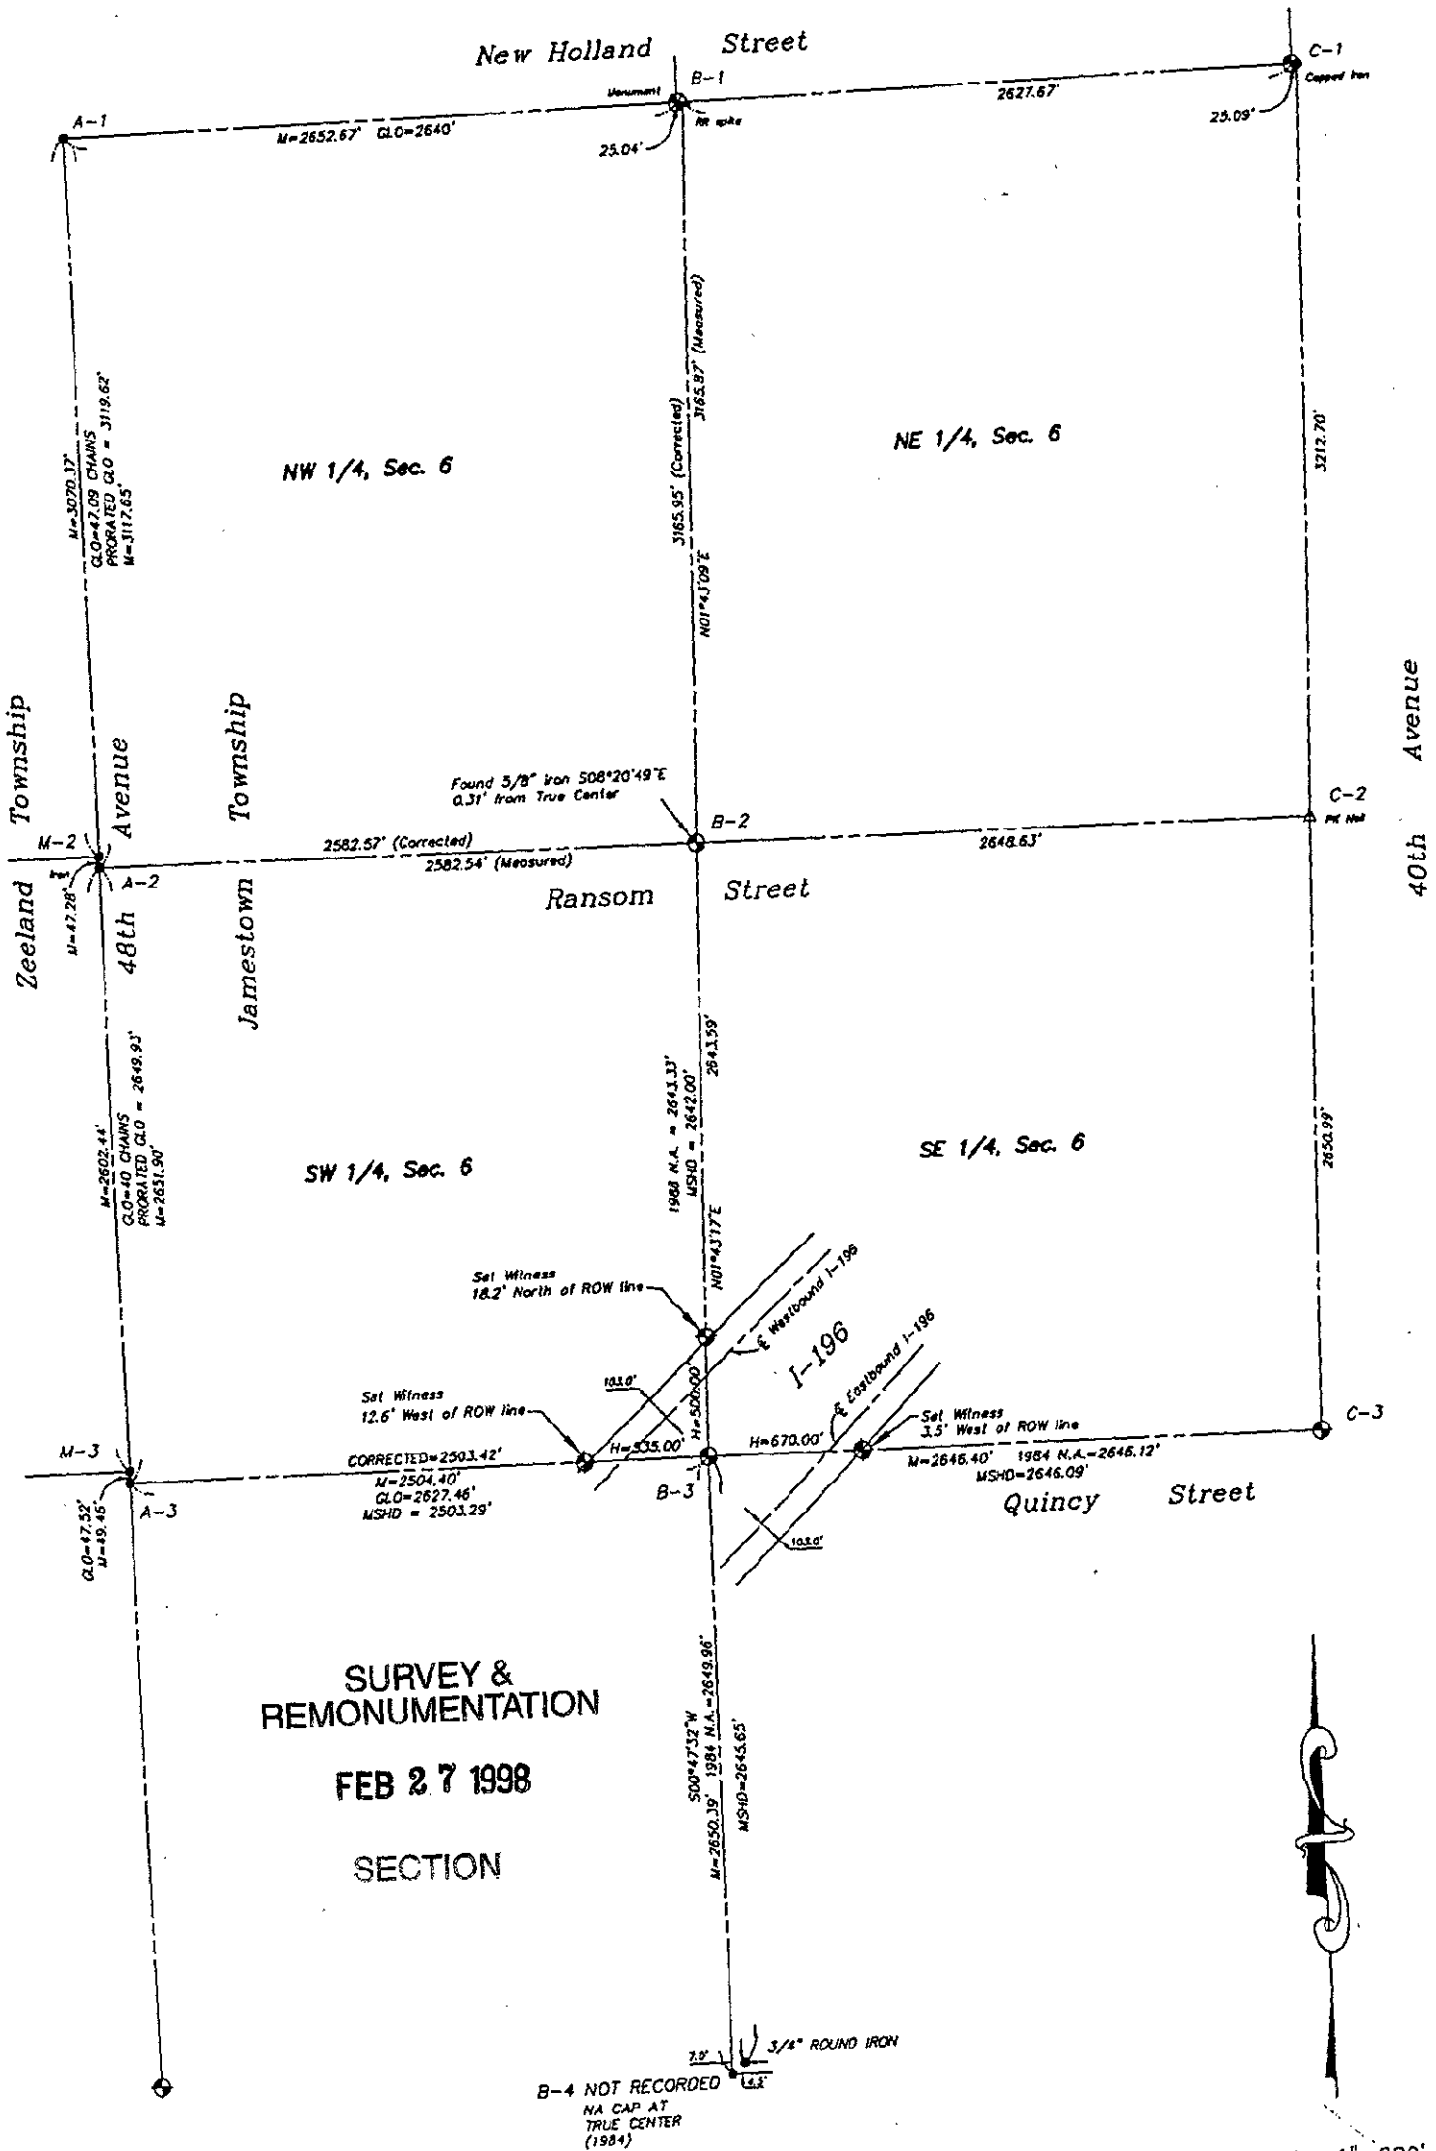 New Holland Street
C-1
Capped Iron
B-1
Monument
RR spike
2627.67'
25.09'
A-1
M=2652.67' GLO=2640'
25.04'
3165.87' (Measured)
3165.95' (Corrected)
N01°43'09"E
M=3070.37'
GLO=47.09 CHAINS
PRORATED GLO = 3119.62'
M=3117.65'
NW 1/4, Sec. 6
NE 1/4, Sec. 6
3212.70'
Zeeland Township
48th Avenue
Jamestown Township
40th Avenue
Found 5/8" iron S08°20'49"E
0.31' from True Center
C-2
PK Nail
B-2
M-2
Iron
A-2
M=47.28'
2582.57' (Corrected)
2582.54' (Measured)
2648.63'
Ransom Street
2643.59'
1988 N.A. = 2643.33'
MSHD = 2642.00'
N01°43'17"E
M=2602.44'
GLO=40 CHAINS
PRORATED GLO = 2649.93'
M=2651.90'
SW 1/4, Sec. 6
SE 1/4, Sec. 6
2650.99'
Set Witness
18.2' North of ROW line
℄ Westbound I-196
I-196
℄ Eastbound I-196
103.0'
H=500.00
Set Witness
12.6' West of ROW line
Set Witness
3.5' West of ROW line
H=535.00'
H=670.00'
C-3
M-3
A-3
B-3
GLO=47.52'
M=49.46'
CORRECTED=2503.42'
M=2504.40'
GLO=2627.46'
MSHD = 2503.29'
M=2646.40' 1984 N.A.=2646.12'
MSHD=2646.09'
Quincy Street
103.0'
S00°47'32"W
M=2650.39' 1984 N.A.=2649.96'
MSHD=2645.65'
SURVEY &
REMONUMENTATION
FEB 27 1998
SECTION
3/4" ROUND IRON
7.0'
B-4 NOT RECORDED
NA CAP AT
TRUE CENTER
(1984)